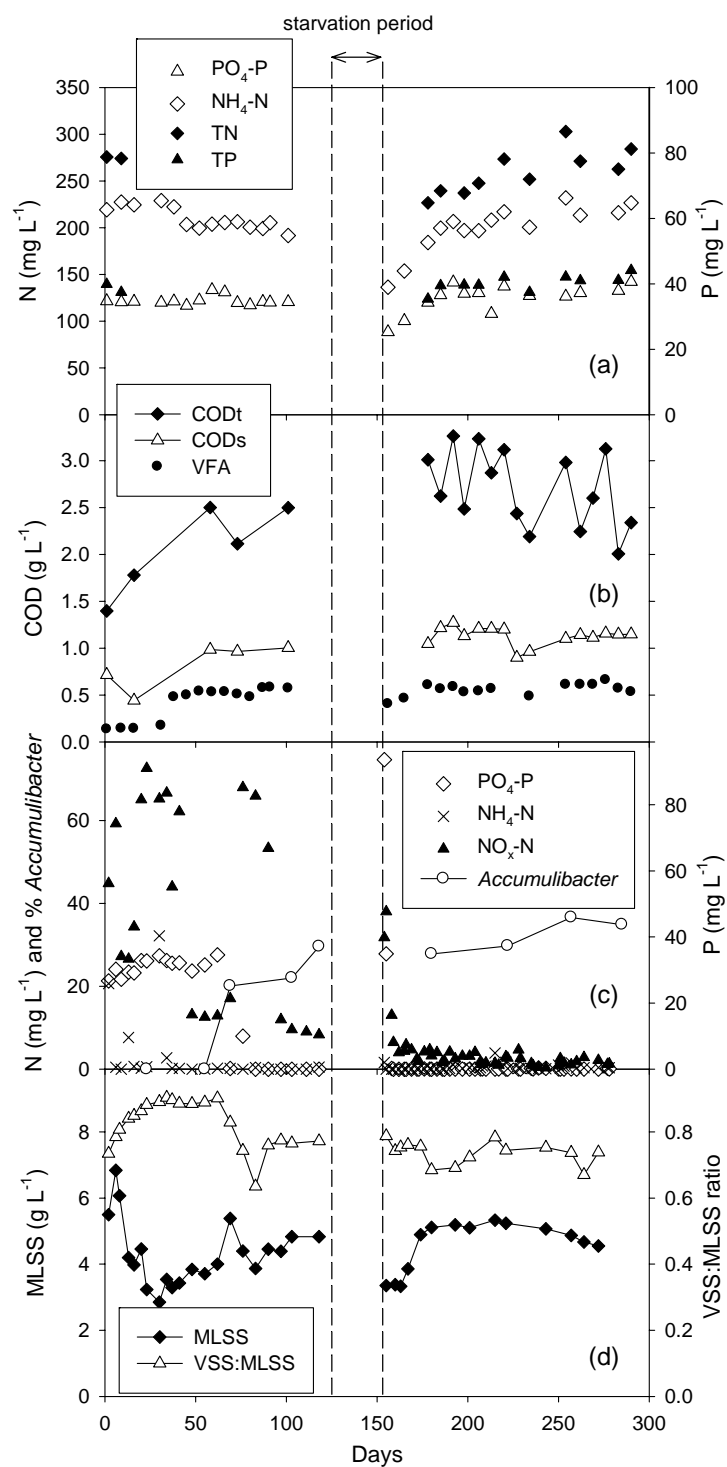 starvation period
PO₄-P
NH₄-N
TN
TP
350
300
250
200
150
100
50
0
N (mg L⁻¹)
100
80
60
40
20
0
P (mg L⁻¹)
(a)
CODt
CODs
VFA
3.0
2.5
2.0
1.5
1.0
0.5
0.0
COD (g L⁻¹)
(b)
PO₄-P
NH₄-N
NOₓ-N
Accumulibacter
60
40
20
0
N (mg L⁻¹) and % Accumulibacter
80
60
40
20
0
P (mg L⁻¹)
(c)
8
6
4
2
0
MLSS (g L⁻¹)
0.8
0.6
0.4
0.2
0.0
VSS:MLSS ratio
MLSS
VSS:MLSS
(d)
0 50 100 150 200 250 300
Days